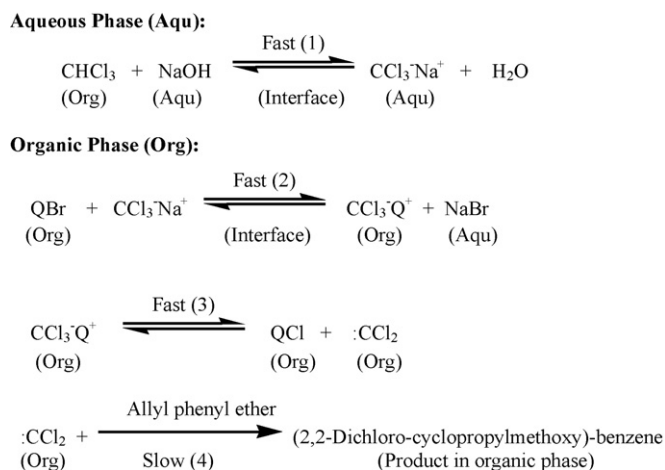 Aqueous Phase (Aqu):
Fast (1)
CHCl₃ + NaOH CCl₃⁻Na⁺ + H₂O
(Org) (Aqu) (Interface) (Aqu)
Organic Phase (Org):
Fast (2)
QBr + CCl₃⁻Na⁺ CCl₃⁻Q⁺ + NaBr
(Org) (Interface) (Org) (Aqu)
Fast (3)
CCl₃⁻Q⁺ QCl + :CCl₂
(Org) (Org) (Org)
Allyl phenyl ether
:CCl₂ + (2,2-Dichloro-cyclopropylmethoxy)-benzene
(Org) Slow (4) (Product in organic phase)